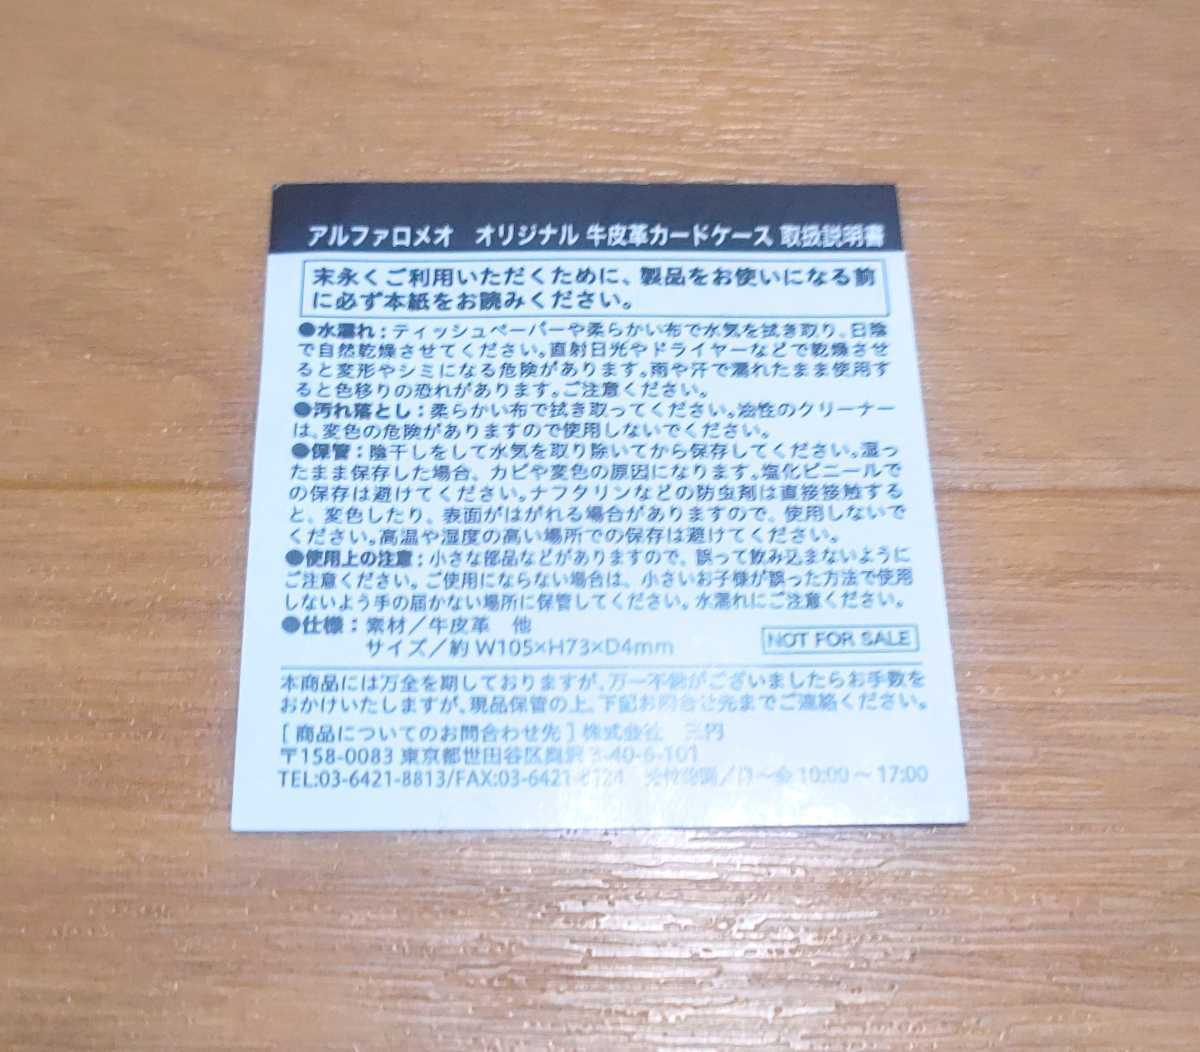 アルファロメオ オリジナル 牛皮革カードケース 取扱説明書
末永くご利用いただくために、製品をお使いになる前
に必ず本紙をお読みください。
●水濡れ：ティッシュペーパーや柔らかい布で水気を拭き取り、日陰
で自然乾燥させてください。直射日光やドライヤーなどで乾燥させ
ると変形やシミになる危険があります。雨や汗で濡れたまま使用す
ると色移りの恐れがあります。ご注意ください。
●汚れ落とし：柔らかい布で拭き取ってください。油性のクリーナー
は、変色の危険がありますので使用しないでください。
●保管：陰干しをして水気を取り除いてから保存してください。湿っ
たまま保存した場合、カビや変色の原因になります。塩化ビニールで
の保存は避けてください。ナフタリンなどの防虫剤は直接接触する
と、変色したり、表面がはがれる場合がありますので、使用しないで
ください。高温や湿度の高い場所での保存は避けてください。
●使用上の注意：小さな部品などがありますので、誤って飲み込まないように
ご注意ください。ご使用にならない場合は、小さいお子様が誤った方法で使用
しないよう手の届かない場所に保管してください。水濡れにご注意ください。
●仕様：素材／牛皮革 他
サイズ／約 W105×H73×D4mm
NOT FOR SALE
本商品には万全を期しておりますが、万一不備がございましたらお手数を
おかけいたしますが、現品保管の上、下記お問合せ先までご連絡ください。
[ 商品についてのお問合わせ先 ] 株式会社 三円
〒158-0083 東京都世田谷区奥沢 3-40-6-101
TEL:03-6421-8813/FAX:03-6421- 10:00～17:00